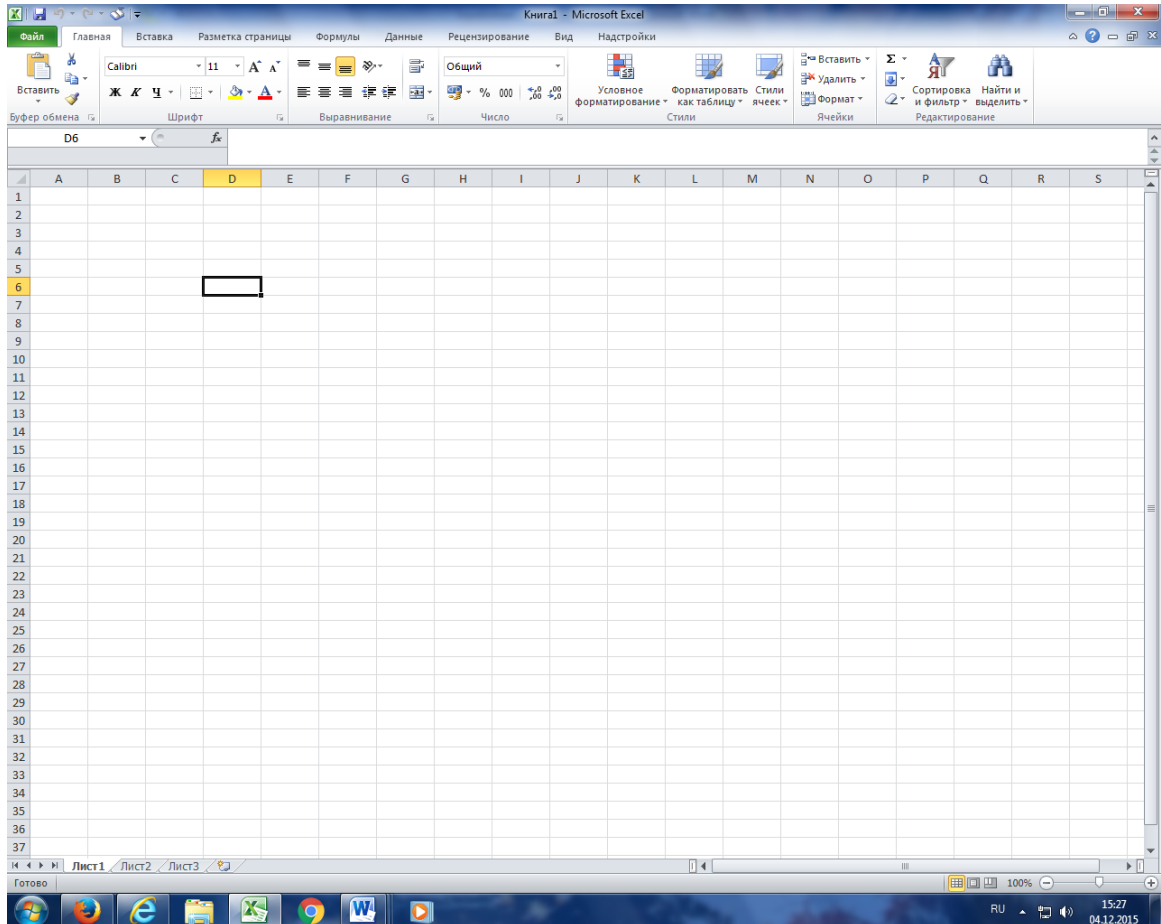 Книга1 - Microsoft Excel
Файл Главная Вставка Разметка страницы Формулы Данные Рецензирование Вид Надстройки
Вставить
Calibri 11
Ж К Ч
Общий
% 000 ,00 ,0 ,00
Условное форматирование
Форматировать как таблицу
Стили ячеек
Вставить
Удалить
Формат
Σ
Сортировка и фильтр
Найти и выделить
Буфер обмена Шрифт Выравнивание Число Стили Ячейки Редактирование
D6 fx
A B C D E F G H I J K L M N O P Q R S
1
2
3
4
5
6
7
8
9
10
11
12
13
14
15
16
17
18
19
20
21
22
23
24
25
26
27
28
29
30
31
32
33
34
35
36
37
Лист1 Лист2 Лист3
Готово 100%
RU 15:27
04.12.2015